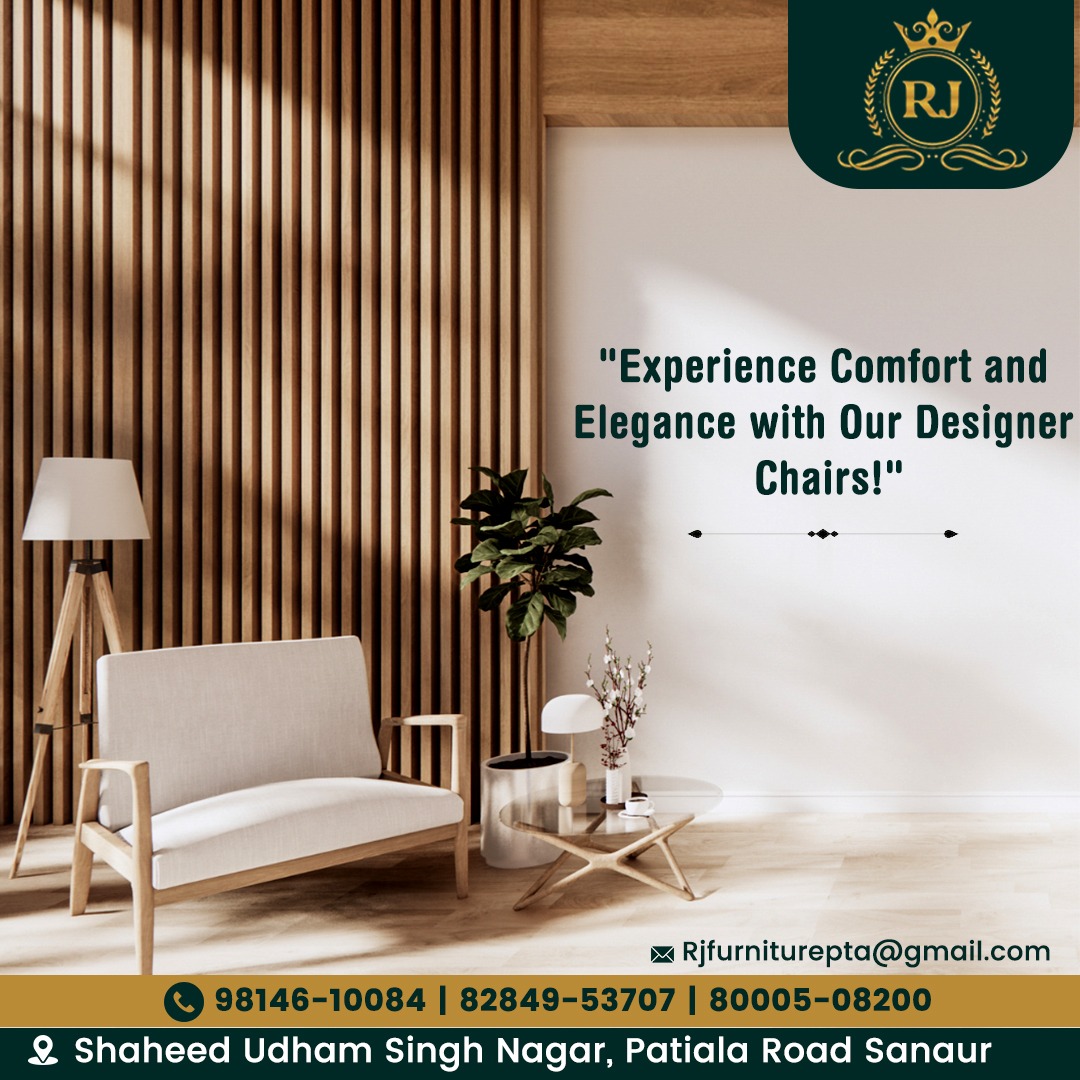 RJ
"Experience Comfort and
Elegance with Our Designer
Chairs!"
Rjfurniturepta@gmail.com
98146-10084 | 82849-53707 | 80005-08200
Shaheed Udham Singh Nagar, Patiala Road Sanaur